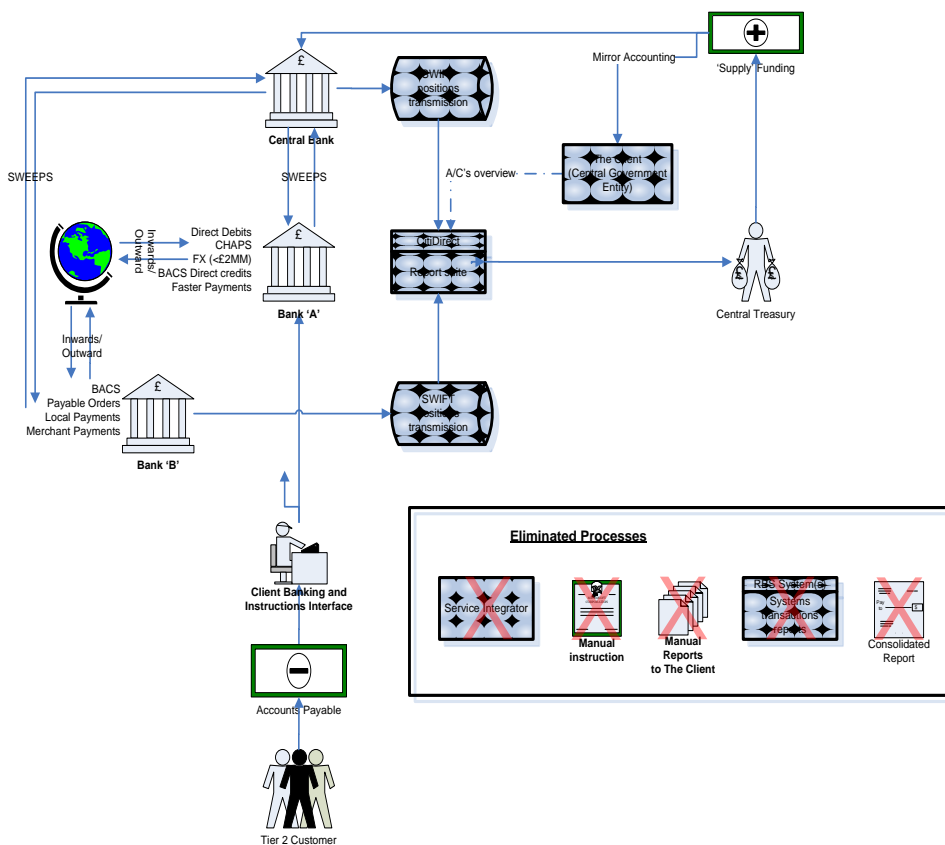 £
Central Bank
SWIFT
positions
transmission
Mirror Accounting
'Supply' Funding
SWEEPS
SWEEPS
A/C's overview
The Client
(Central Government
Entity)
Inwards/
Outward
Direct Debits
CHAPS
FX (<£2MM)
BACS Direct credits
Faster Payments
£
Bank 'A'
CitiDirect
Report suite
£
£
Central Treasury
Inwards/
Outward
BACS
Payable Orders
Local Payments
Merchant Payments
£
Bank 'B'
SWIFT
positions
transmission
Client Banking and
Instructions Interface
Accounts Payable
Tier 2 Customer
Eliminated Processes
Service Integrator
Manual
instruction
Manual
Reports
to The Client
RBS System(s)
Systems
transactions
reports
Pay
to
$
Consolidated
Report